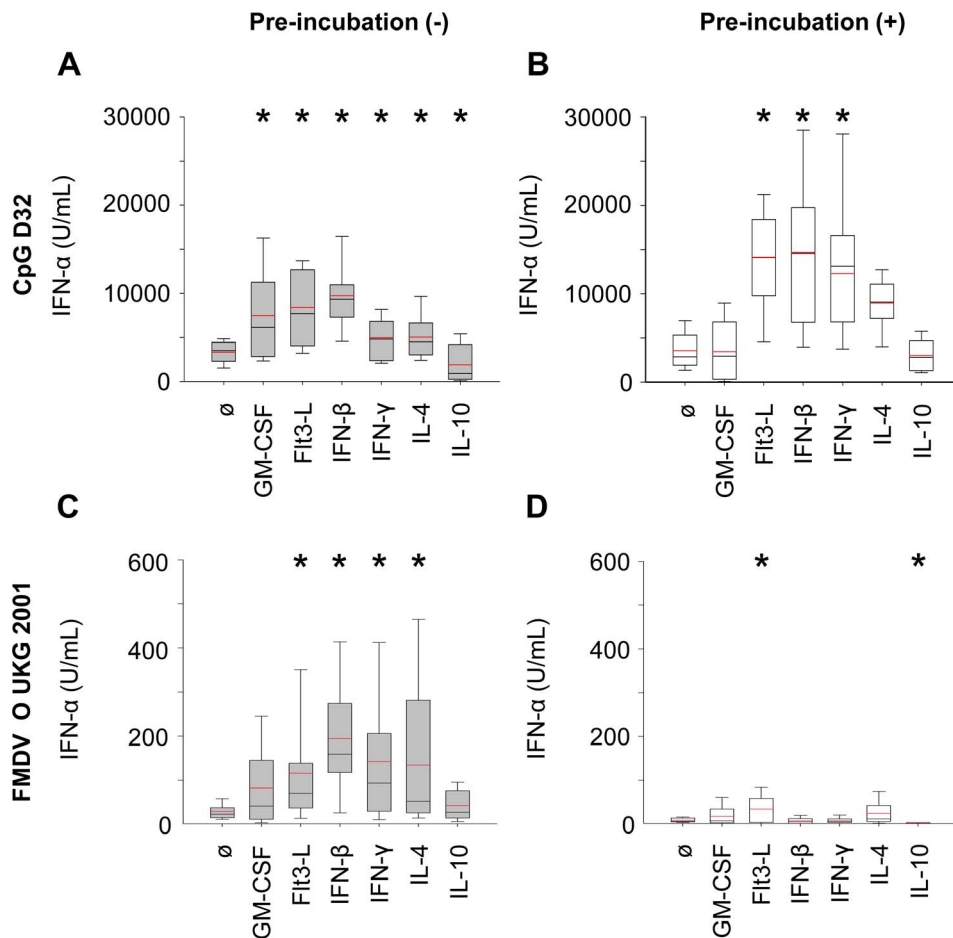 Pre-incubation (-)
Pre-incubation (+)
A
B
CpG D32
IFN-α (U/mL)
30000
20000
10000
0
* * * * * *
ø
GM-CSF
Flt3-L
IFN-β
IFN-γ
IL-4
IL-10
IFN-α (U/mL)
30000
20000
10000
0
* * *
ø
GM-CSF
Flt3-L
IFN-β
IFN-γ
IL-4
IL-10
C
D
FMDV O UKG 2001
IFN-α (U/mL)
600
400
200
0
* * * *
ø
GM-CSF
Flt3-L
IFN-β
IFN-γ
IL-4
IL-10
IFN-α (U/mL)
600
400
200
0
* *
ø
GM-CSF
Flt3-L
IFN-β
IFN-γ
IL-4
IL-10